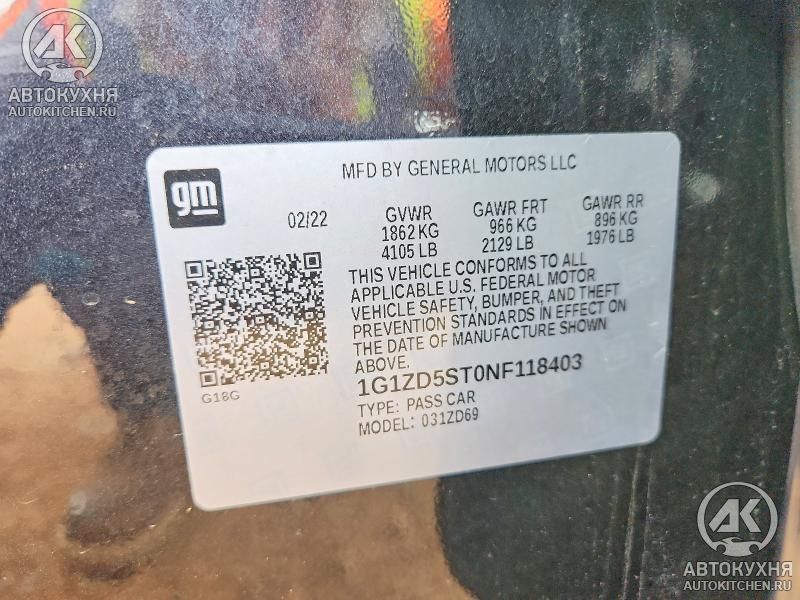 AK
АВТОКУХНЯ
AUTOKITCHEN.RU
gm
MFD BY GENERAL MOTORS LLC
02/22
GVWR
1862 KG
4105 LB
GAWR FRT
966 KG
2129 LB
GAWR RR
896 KG
1976 LB
THIS VEHICLE CONFORMS TO ALL
APPLICABLE U.S. FEDERAL MOTOR
VEHICLE SAFETY, BUMPER, AND THEFT
PREVENTION STANDARDS IN EFFECT ON
THE DATE OF MANUFACTURE SHOWN
ABOVE.
G18G
1G1ZD5ST0NF118403
TYPE: PASS CAR
MODEL: 031ZD69
AK
АВТОКУХНЯ
AUTOKITCHEN.RU